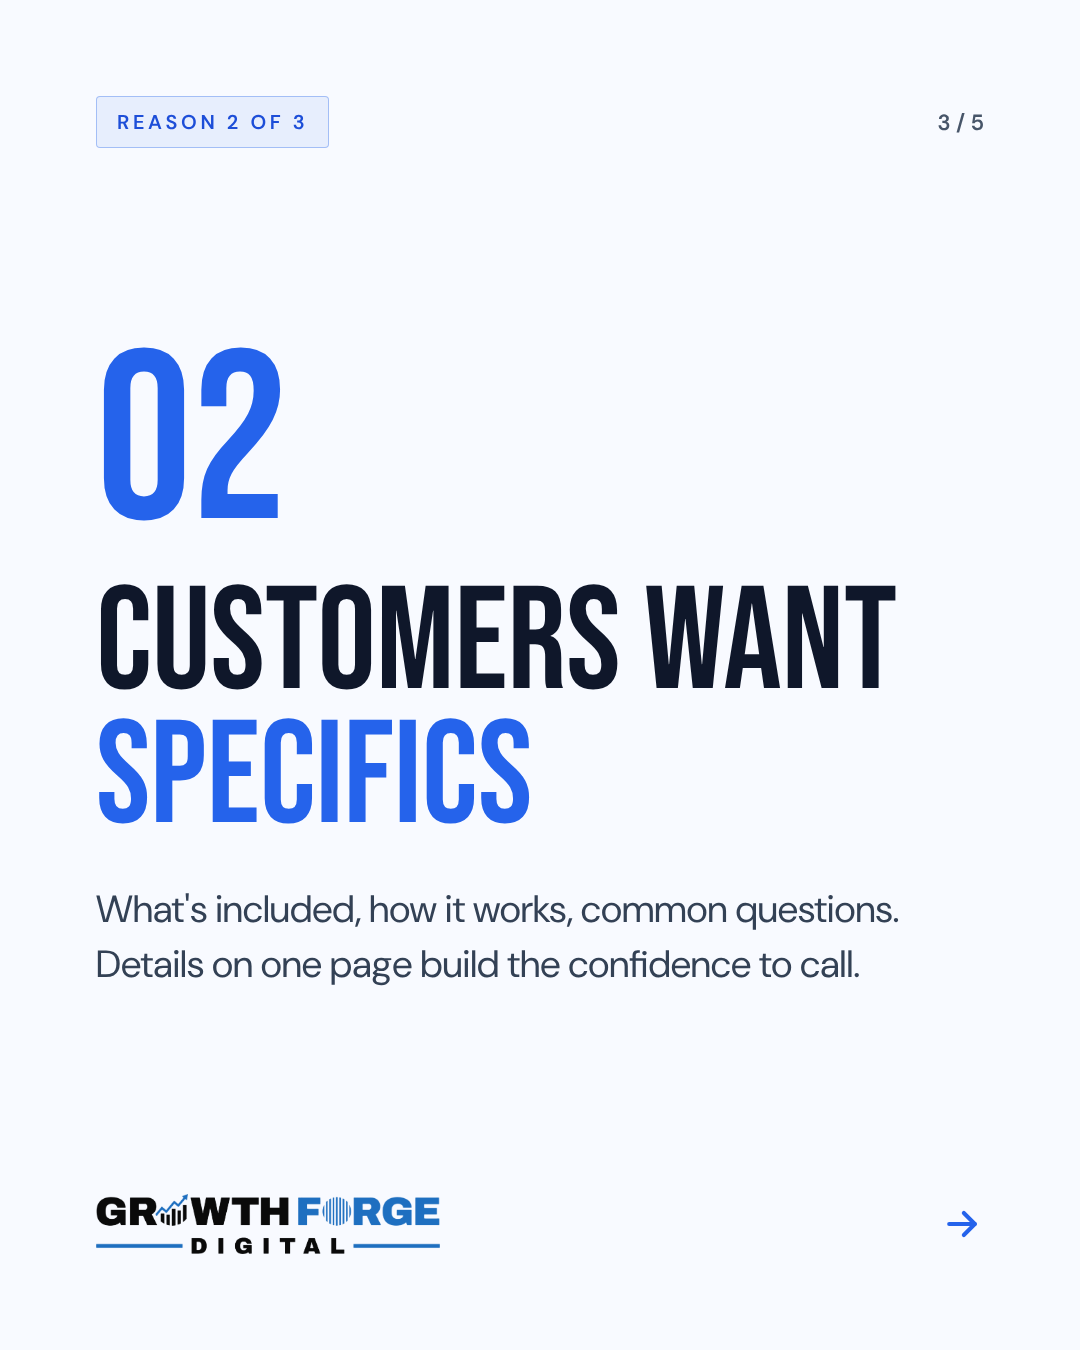 REASON 2 OF 3
3 / 5
02
CUSTOMERS WANT
SPECIFICS
What's included, how it works, common questions.
Details on one page build the confidence to call.
GROWTH FORGE
DIGITAL